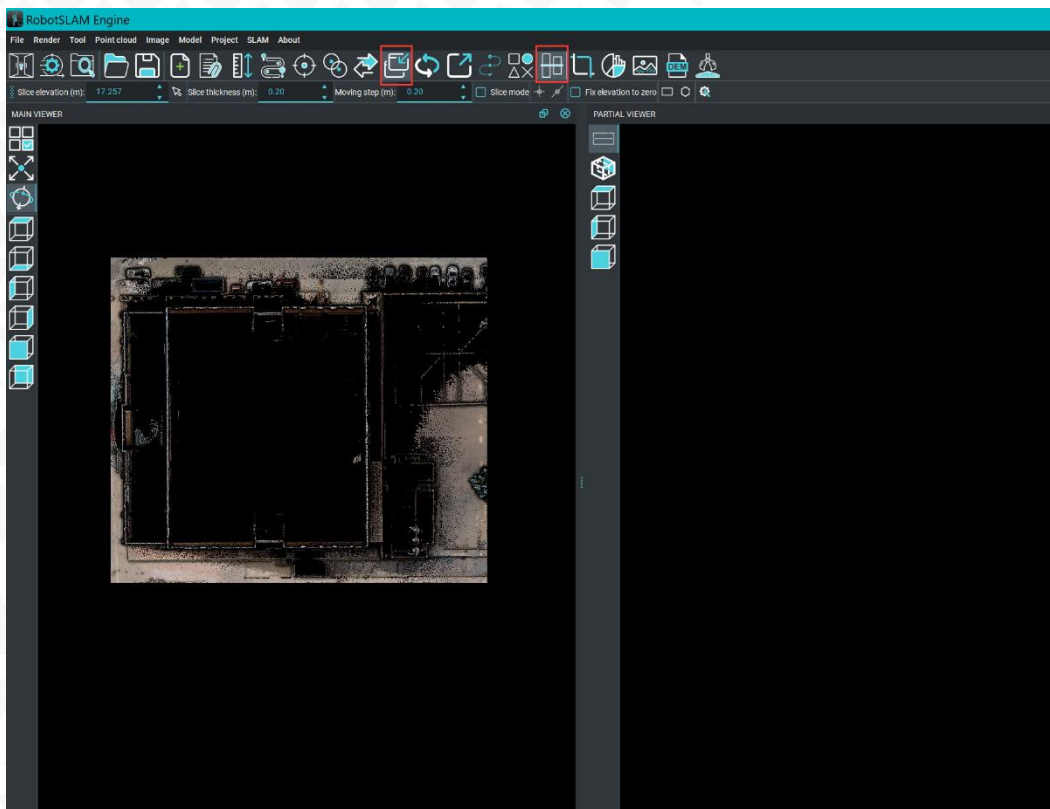 RobotSLAM Engine
File Render Tool Point cloud Image Model Project SLAM About
DEM
Slice elevation (m): 17.257 Slice thickness (m): 0.20 Moving step (m): 0.20 Slice mode Fix elevation to zero
MAIN VIEWER PARTIAL VIEWER